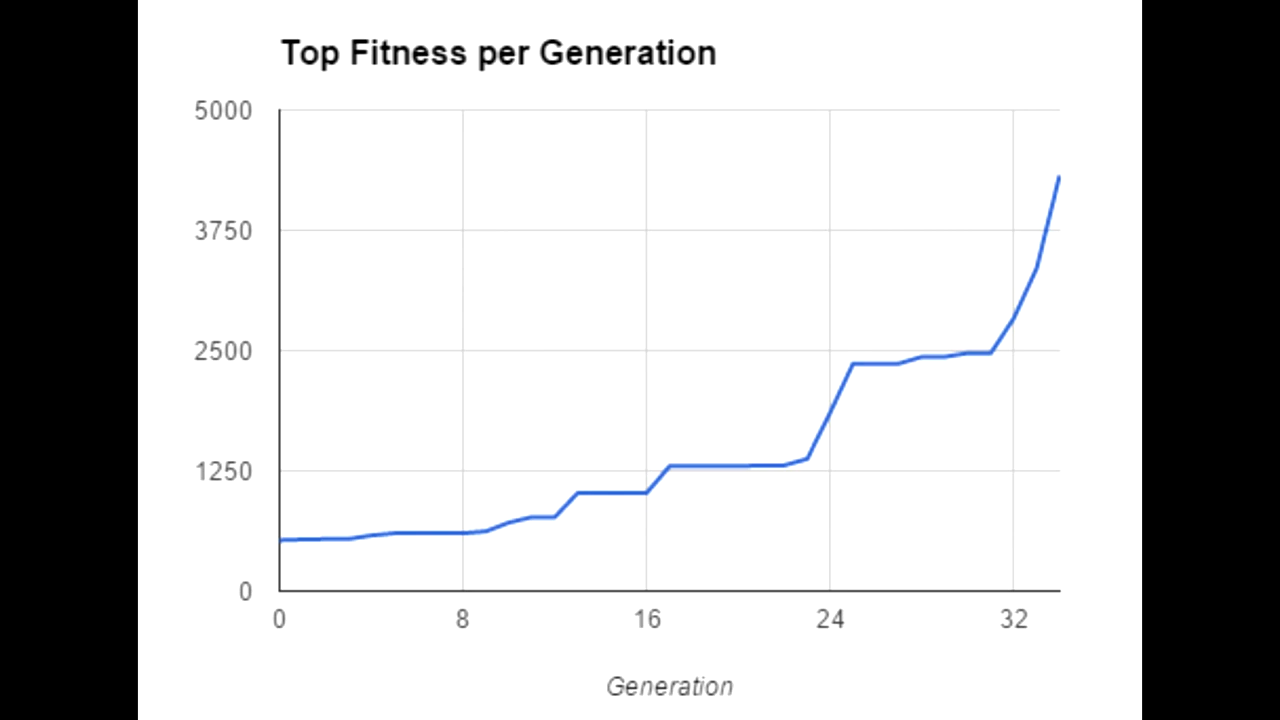 Top Fitness per Generation
5000
3750
2500
1250
0
0 8 16 24 32
Generation